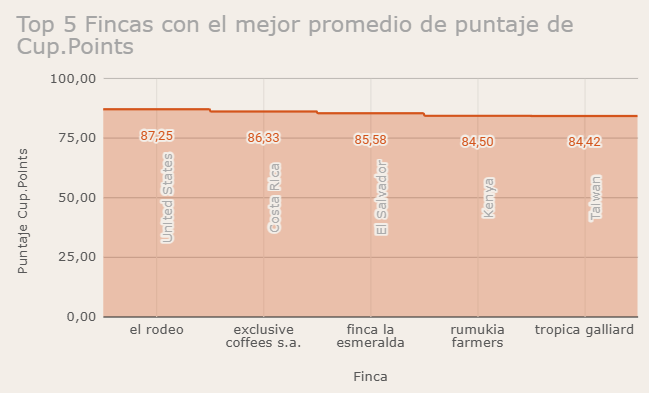 Top 5 Fincas con el mejor promedio de puntaje de
Cup.Points
Puntaje Cup.Points
100,00
75,00
50,00
25,00
0,00
87,25
86,33
85,58
84,50
84,42
United States
Costa Rica
El Salvador
Kenya
Taiwan
el rodeo
exclusive
coffees s.a.
finca la
esmeralda
rumukia
farmers
tropica galliard
Finca